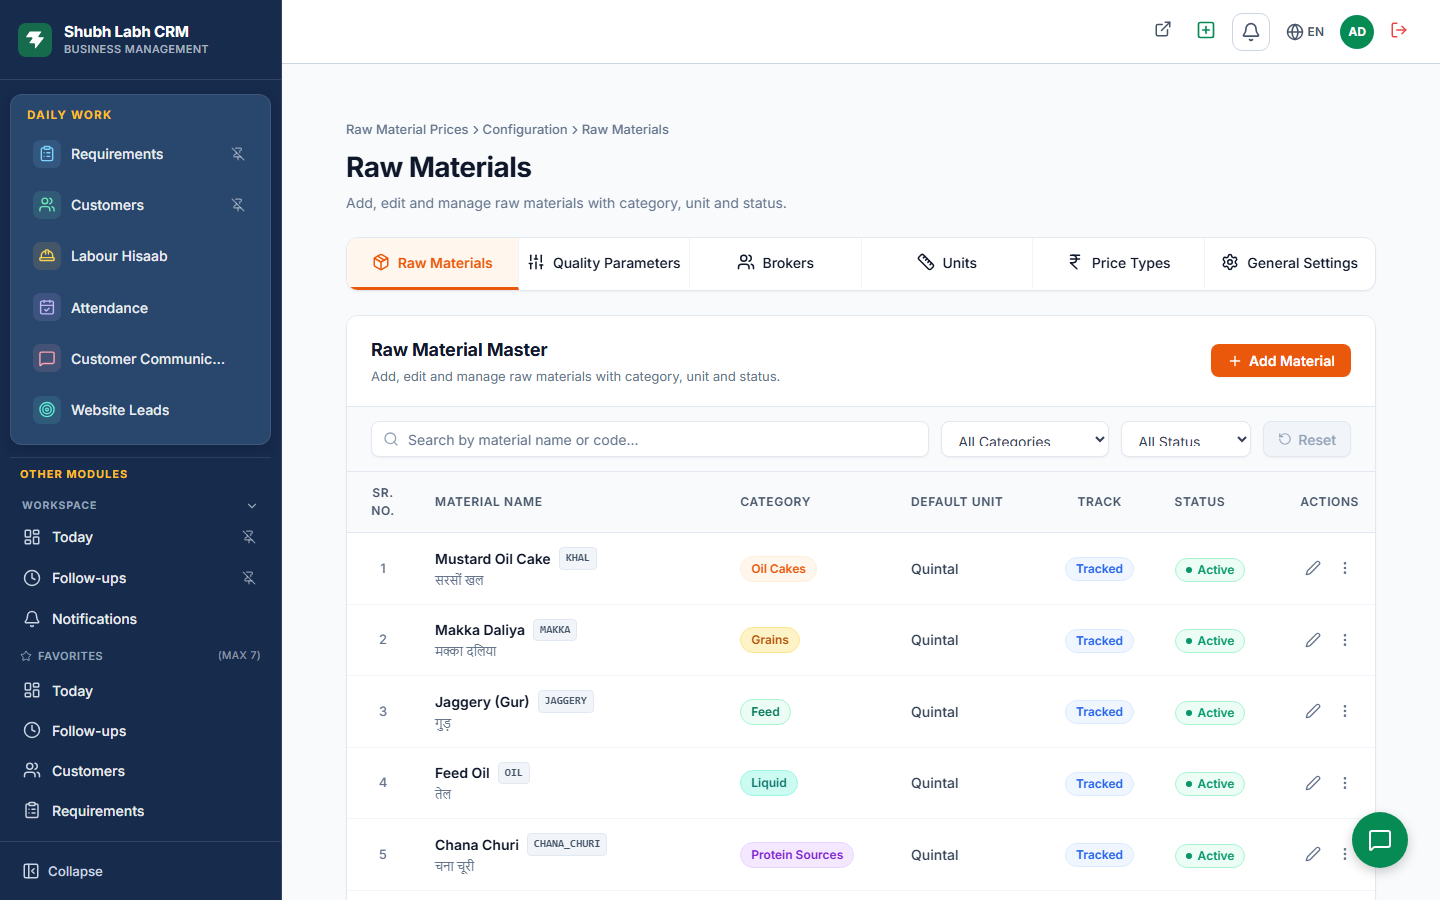 Shubh Labh CRM
BUSINESS MANAGEMENT
DAILY WORK
Requirements
Customers
Labour Hisaab
Attendance
Customer Communic...
Website Leads
OTHER MODULES
WORKSPACE
Today
Follow-ups
Notifications
FAVORITES (MAX 7)
Today
Follow-ups
Customers
Requirements
Collapse
EN AD
Raw Material Prices > Configuration > Raw Materials
Raw Materials
Add, edit and manage raw materials with category, unit and status.
Raw Materials Quality Parameters Brokers Units ₹ Price Types General Settings
Raw Material Master
Add, edit and manage raw materials with category, unit and status.
+ Add Material
Search by material name or code... All Categories All Status Reset
SR. NO. MATERIAL NAME CATEGORY DEFAULT UNIT TRACK STATUS ACTIONS
1 Mustard Oil Cake KHAL Oil Cakes Quintal Tracked Active
सरसों खल
2 Makka Daliya MAKKA Grains Quintal Tracked Active
मक्का दलिया
3 Jaggery (Gur) JAGGERY Feed Quintal Tracked Active
गुड़
4 Feed Oil OIL Liquid Quintal Tracked Active
तेल
5 Chana Churi CHANA_CHURI Protein Sources Quintal Tracked Active
चना चूरी